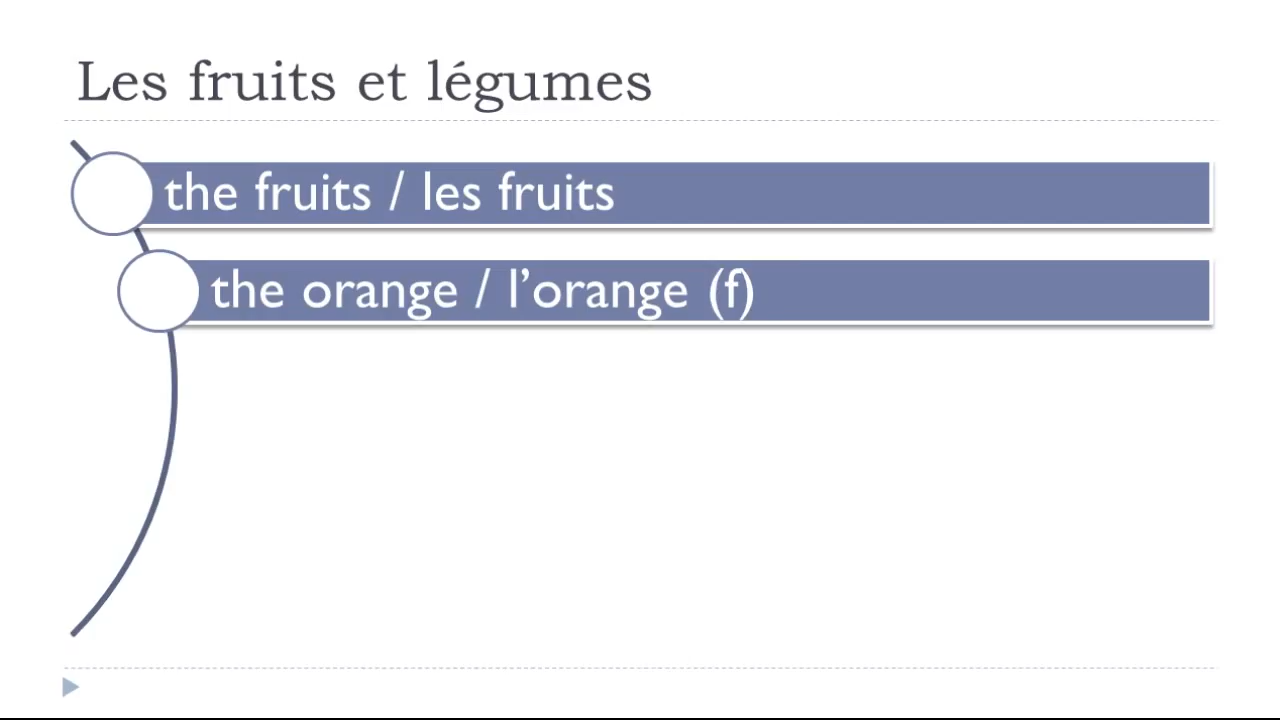 Les fruits et légumes
the fruits / les fruits
the orange / l’orange (f)